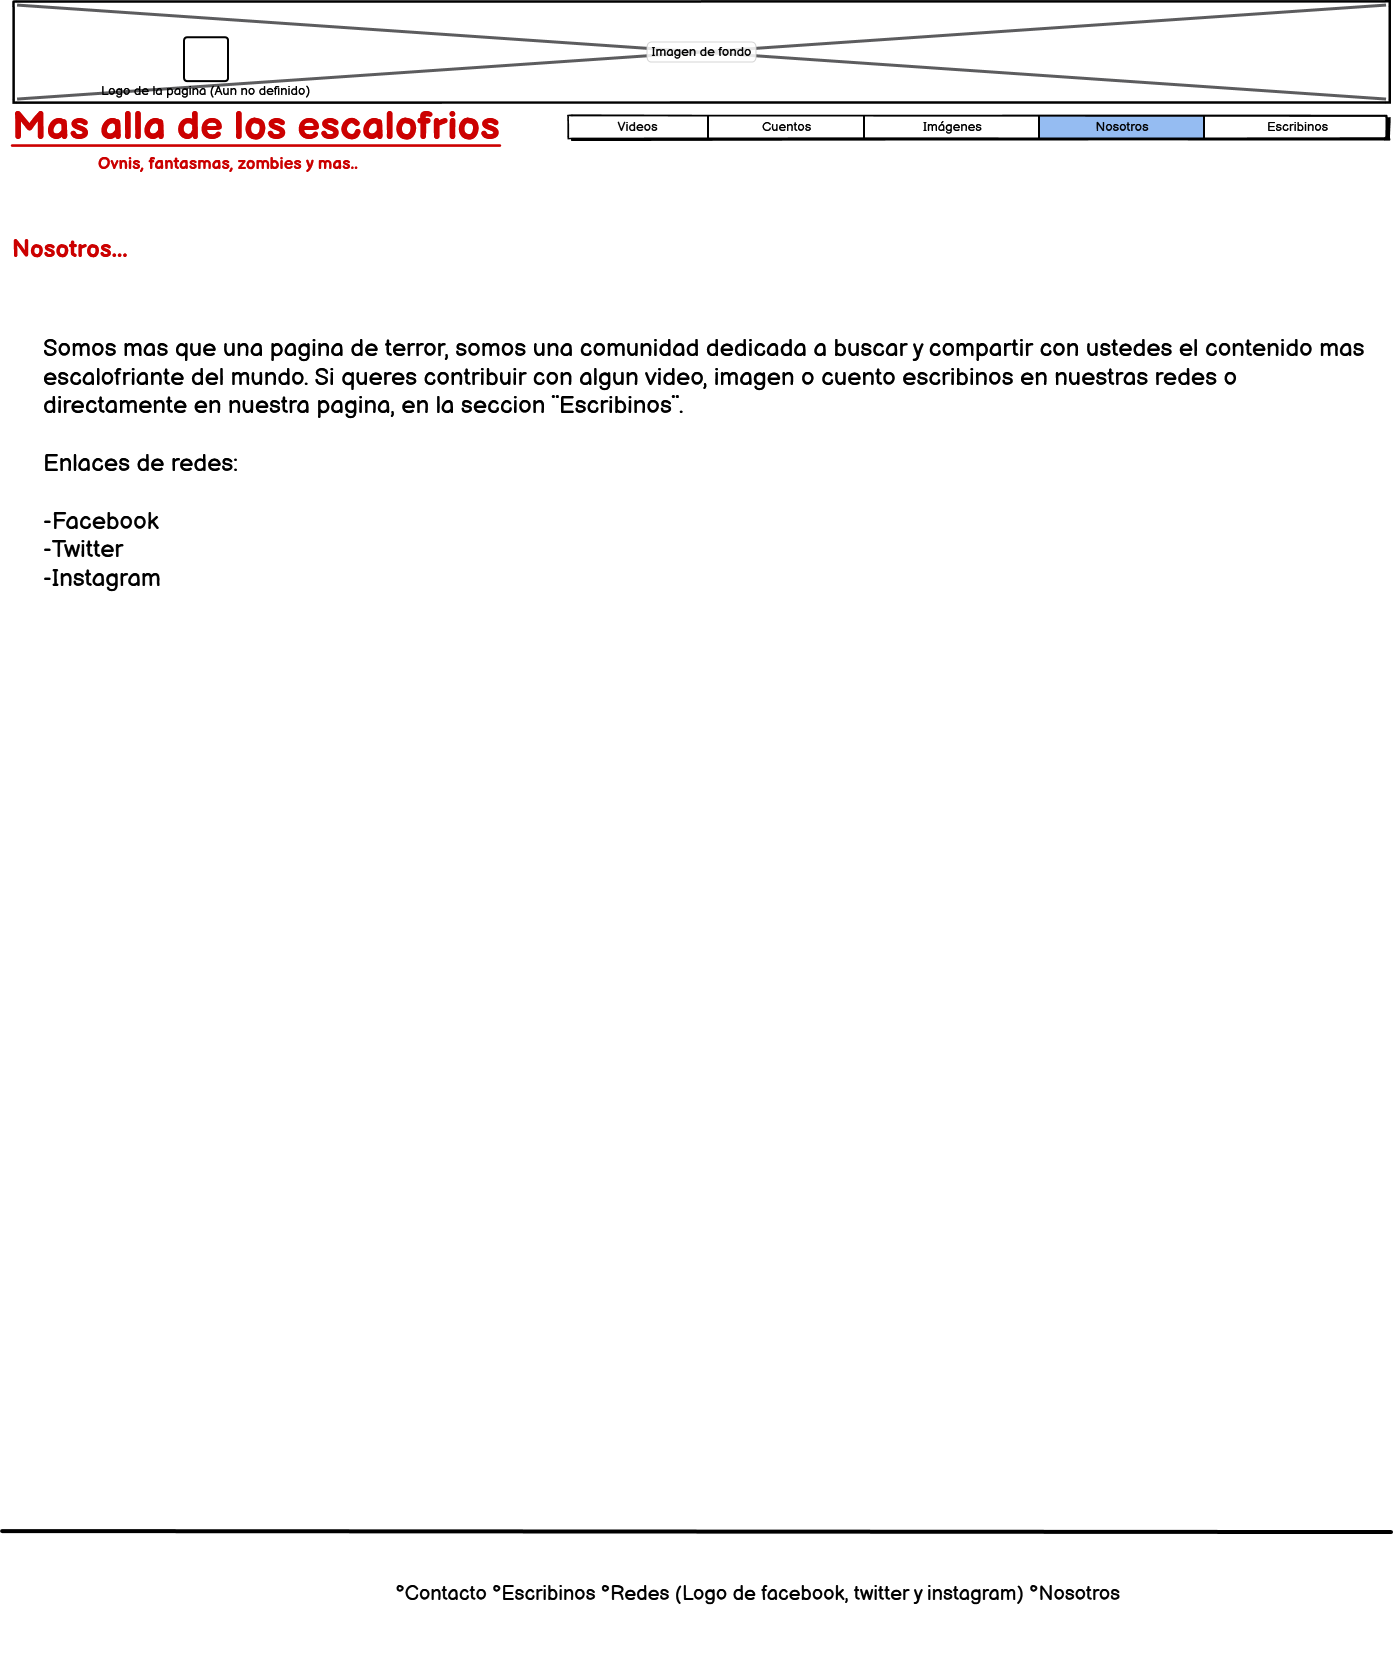 Imagen de fondo
Logo de la pagina (Aun no definido)
Mas alla de los escalofrios
Videos Cuentos Imágenes Nosotros Escribinos
Ovnis, fantasmas, zombies y mas..
Nosotros...
Somos mas que una pagina de terror, somos una comunidad dedicada a buscar y compartir con ustedes el contenido mas
escalofriante del mundo. Si queres contribuir con algun video, imagen o cuento escribinos en nuestras redes o
directamente en nuestra pagina, en la seccion ¨Escribinos¨.
Enlaces de redes:
-Facebook
-Twitter
-Instagram
°Contacto °Escribinos °Redes (Logo de facebook, twitter y instagram) °Nosotros